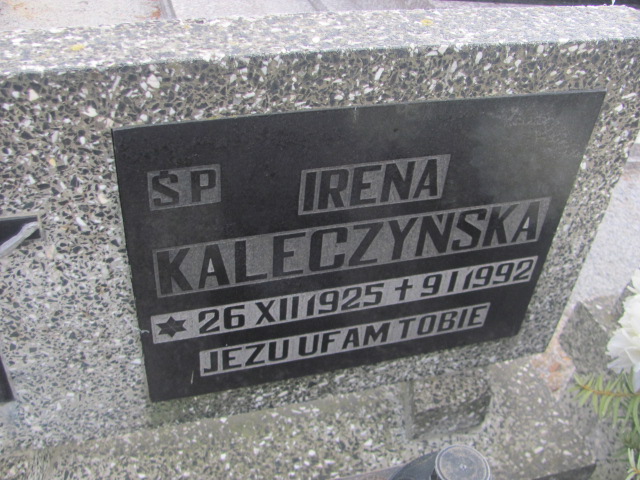 ŚP IRENA
KALECZYŃSKA
26 XII 1925 + 9 I 1992
JEZU UFAM TOBIE